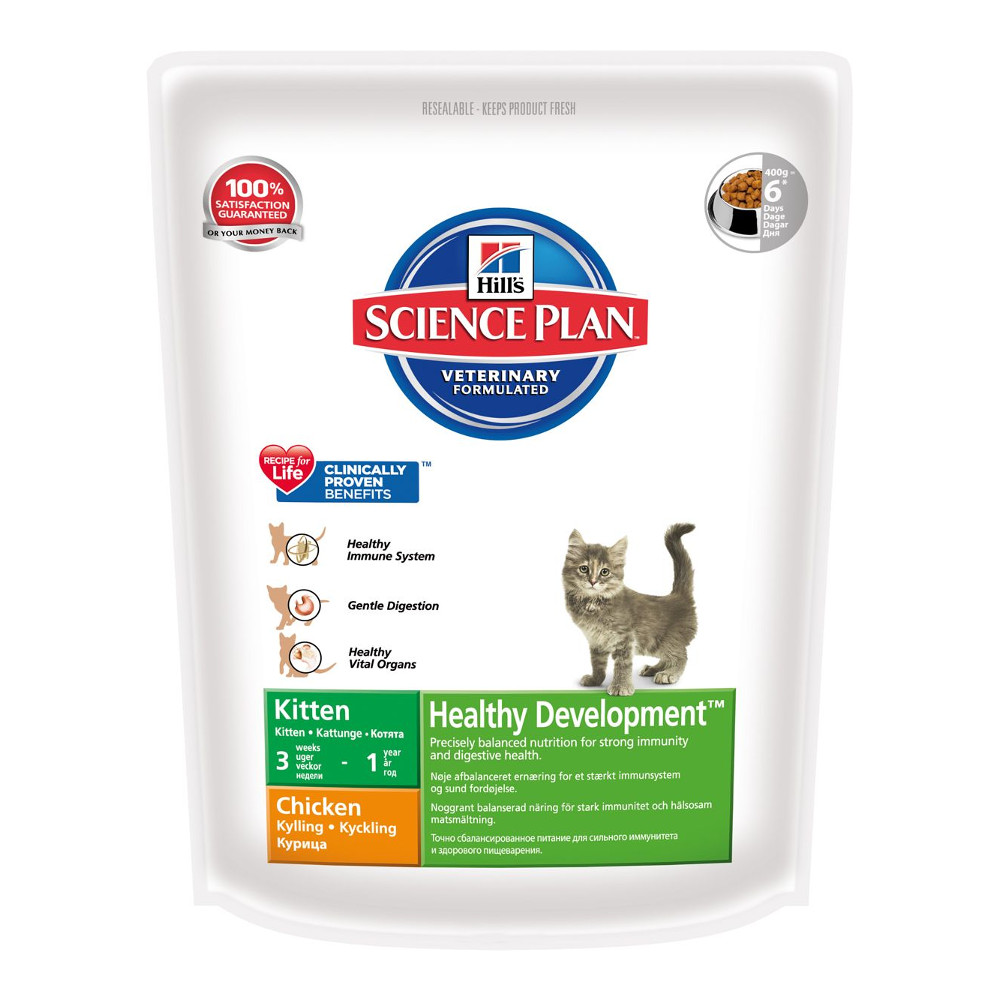 RESEALABLE - KEEPS PRODUCT FRESH
100%
SATISFACTION
GUARANTEED
OR YOUR MONEY BACK
400g =
6*
Days
Dage
Dagar
Дня
Hill's
SCIENCE PLAN™
VETERINARY
FORMULATED
RECIPE for
Life
CLINICALLY
PROVEN
BENEFITS
™
Healthy
Immune System
Gentle Digestion
Healthy
Vital Organs
Kitten
Kitten • Kattunge • Котята
3 weeks uger veckor недели - 1 year år år год
Chicken
Kylling • Kyckling
Курица
Healthy Development™
Precisely balanced nutrition for strong immunity
and digestive health.
Nøje afbalanceret ernæring for et stærkt immunsystem
og sund fordøjelse.
Noggrant balanserad näring för stark immunitet och hälsosam
matsmältning.
Точно сбалансированное питание для сильного иммунитета
и здорового пищеварения.